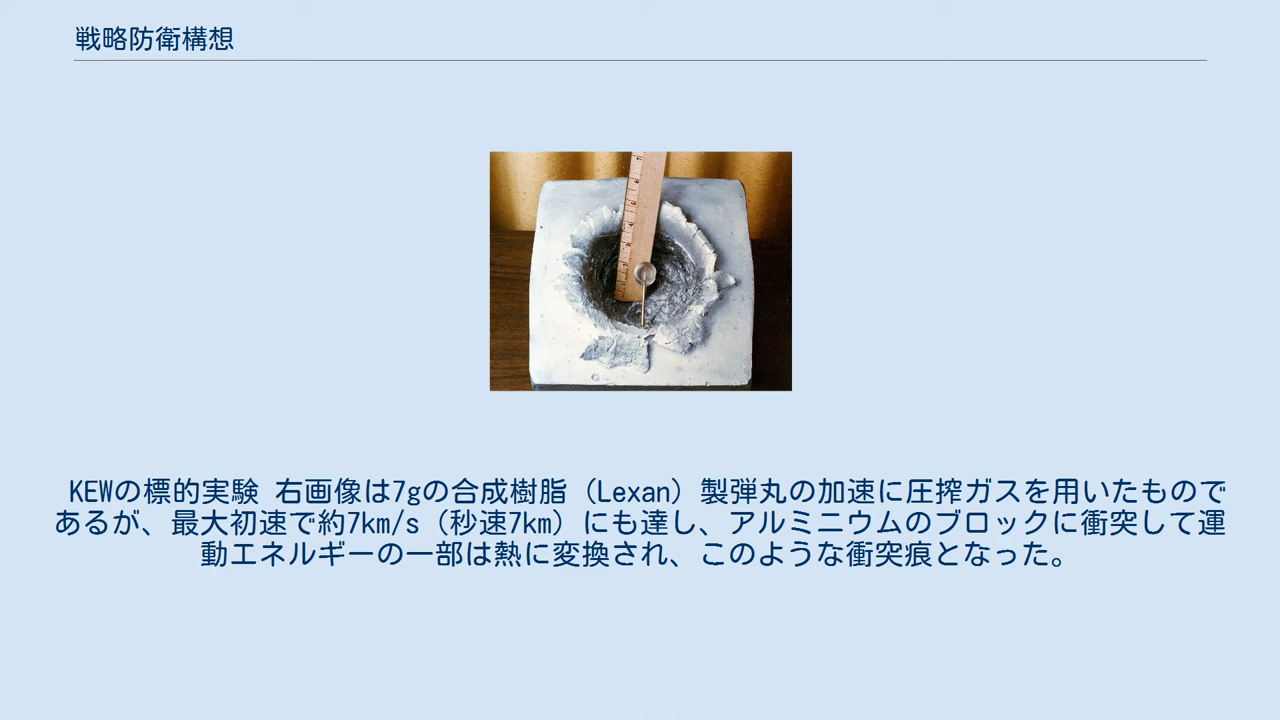 戦略防衛構想
KEWの標的実験 右画像は7gの合成樹脂（Lexan）製弾丸の加速に圧搾ガスを用いたもので
あるが、最大初速で約7km/s（秒速7km）にも達し、アルミニウムのブロックに衝突して運
動エネルギーの一部は熱に変換され、このような衝突痕となった。